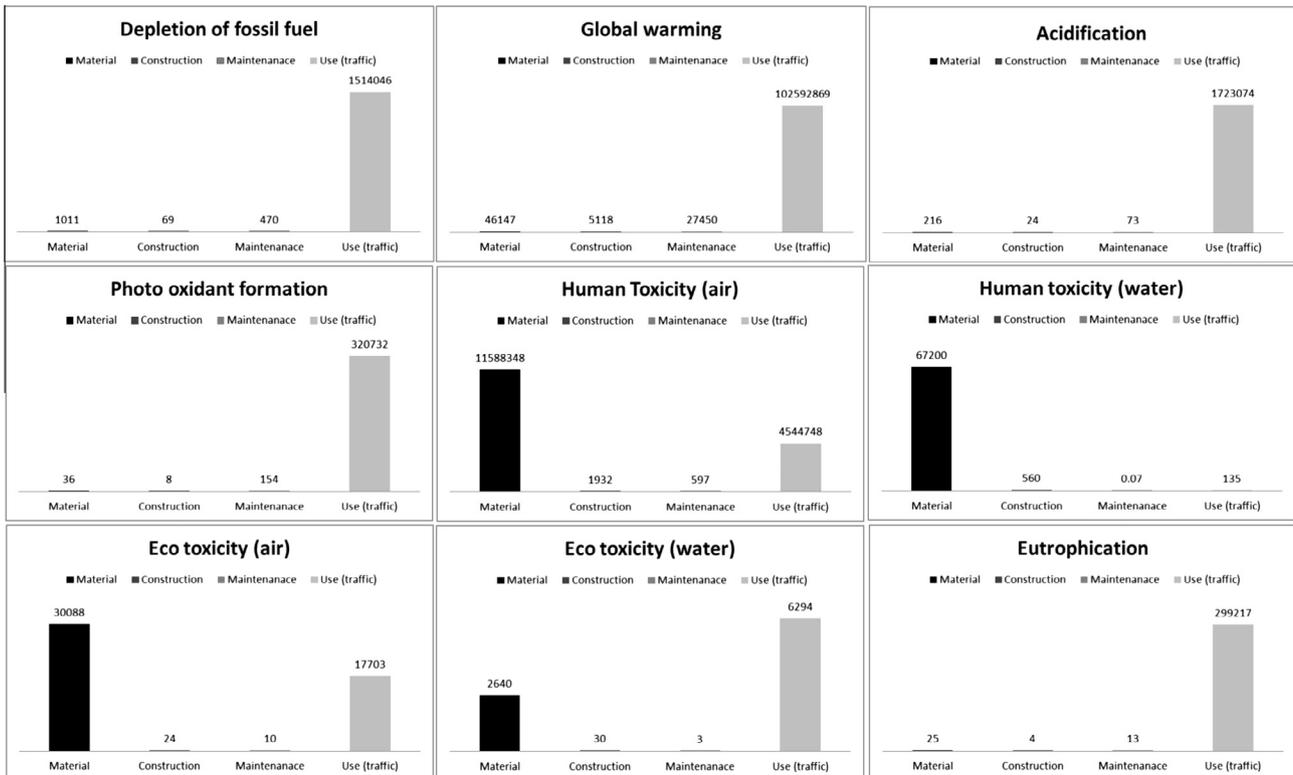 Depletion of fossil fuel
Material Construction Maintenanace Use (traffic)
1514046
1011 69 470
Material Construction Maintenanace Use (traffic)
Global warming
Material Construction Maintenanace Use (traffic)
102592869
46147 5118 27450
Material Construction Maintenanace Use (traffic)
Acidification
Material Construction Maintenanace Use (traffic)
1723074
216 24 73
Material Construction Maintenanace Use (traffic)
Photo oxidant formation
Material Construction Maintenanace Use (traffic)
320732
36 8 154
Material Construction Maintenanace Use (traffic)
Human Toxicity (air)
Material Construction Maintenanace Use (traffic)
11588348
4544748
1932 597
Material Construction Maintenanace Use (traffic)
Human toxicity (water)
Material Construction Maintenanace Use (traffic)
67200
560 0.07 135
Material Construction Maintenanace Use (traffic)
Eco toxicity (air)
Material Construction Maintenanace Use (traffic)
30088
17703
24 10
Material Construction Maintenanace Use (traffic)
Eco toxicity (water)
Material Construction Maintenanace Use (traffic)
6294
2640
30 3
Material Construction Maintenanace Use (traffic)
Eutrophication
Material Construction Maintenanace Use (traffic)
299217
25 4 13
Material Construction Maintenanace Use (traffic)